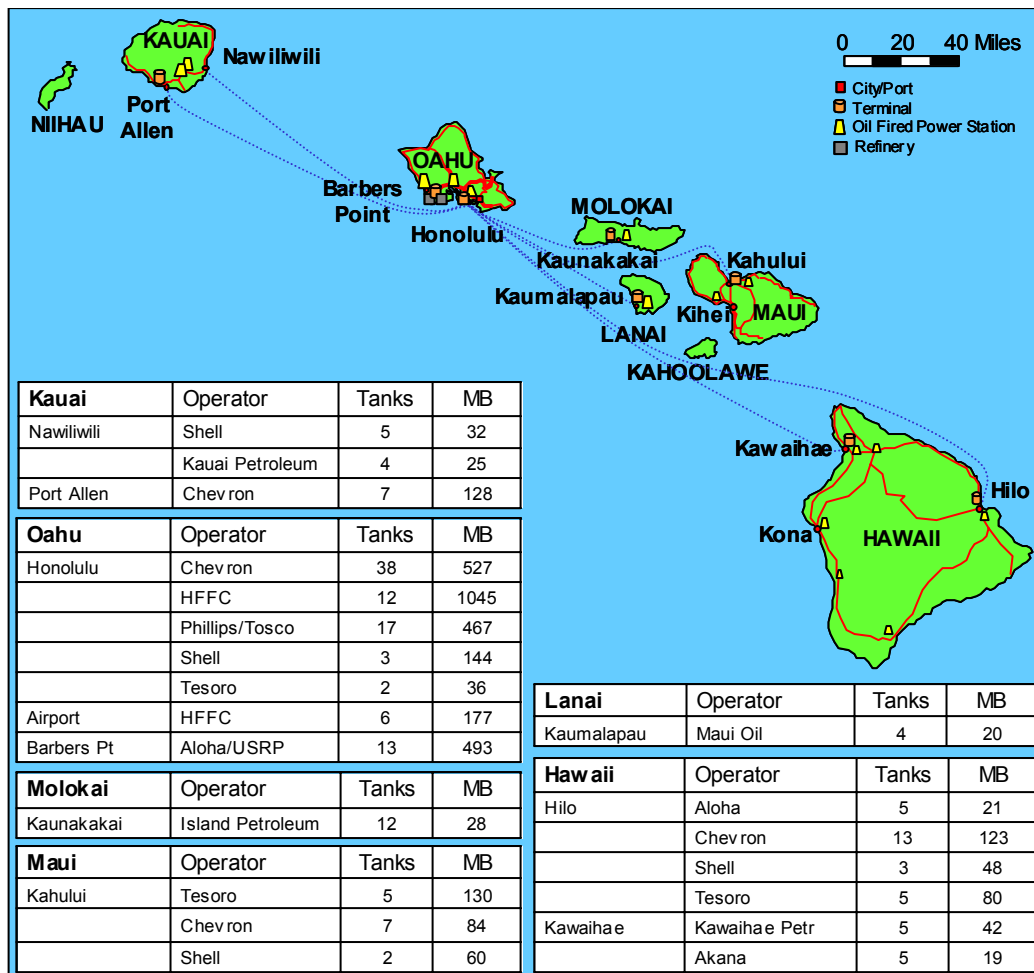 KAUAI
Nawiliwili
Port
Allen
NIIHAU
0 20 40 Miles
City/Port
Terminal
Oil Fired Power Station
Refinery
OAHU
Barbers
Point
Honolulu
MOLOKAI
Kaunakakai
Kahului
Kaumalapau
LANAI
Kihei
MAUI
KAHOOLAWE
Kawaihae
Hilo
Kona
HAWAII
Kauai Operator Tanks MB
Nawiliwili Shell 5 32
Kauai Petroleum 4 25
Port Allen Chevron 7 128
Oahu Operator Tanks MB
Honolulu Chevron 38 527
HFFC 12 1045
Phillips/Tosco 17 467
Shell 3 144
Tesoro 2 36
Airport HFFC 6 177
Barbers Pt Aloha/USRP 13 493
Molokai Operator Tanks MB
Kaunakakai Island Petroleum 12 28
Maui Operator Tanks MB
Kahului Tesoro 5 130
Chevron 7 84
Shell 2 60
Lanai Operator Tanks MB
Kaumalapau Maui Oil 4 20
Hawaii Operator Tanks MB
Hilo Aloha 5 21
Chevron 13 123
Shell 3 48
Tesoro 5 80
Kawaihae Kawaihae Petr 5 42
Akana 5 19